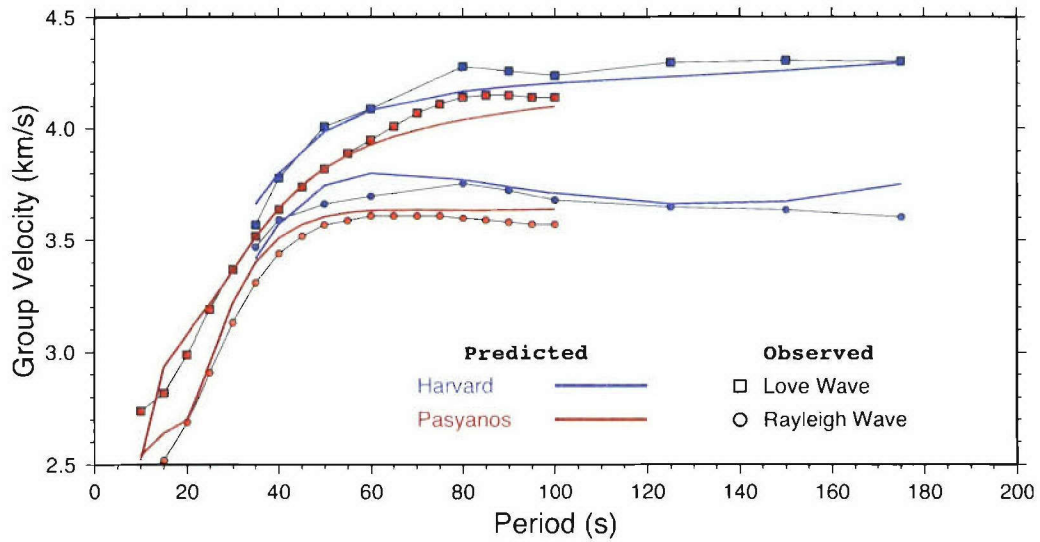 4.5
4.0
3.5
3.0
2.5
Group Velocity (km/s)
Predicted Observed
Harvard Love Wave
Pasyanos Rayleigh Wave
0 20 40 60 80 100 120 140 160 180 200
Period (s)